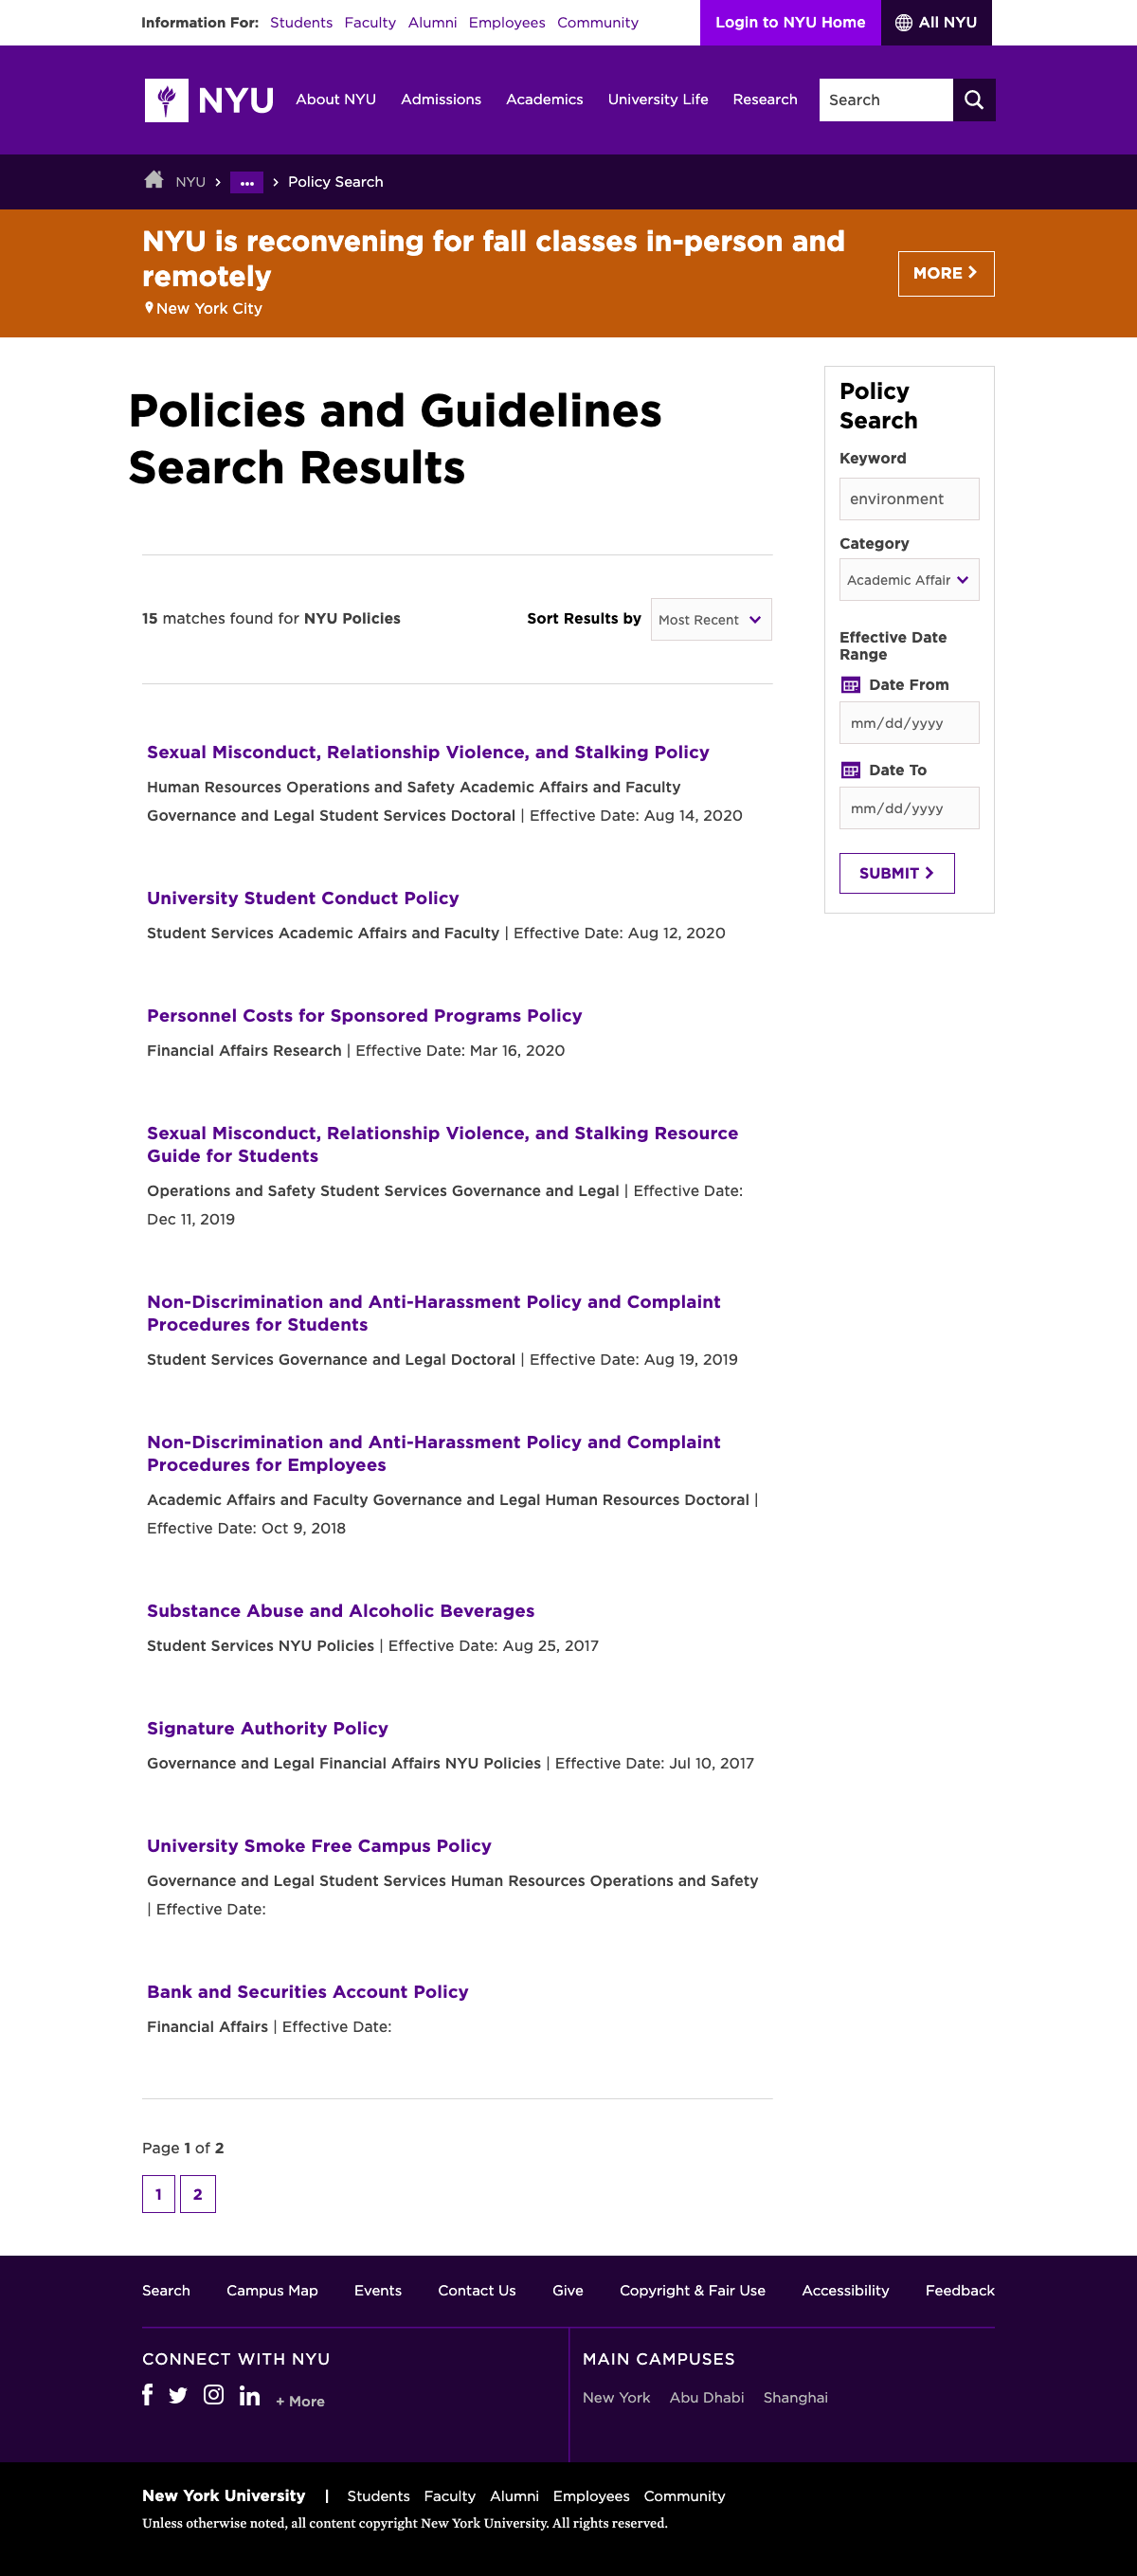 Information For: Students Faculty Alumni Employees Community
Login to NYU Home
All NYU
NYU
About NYU Admissions Academics University Life Research
Search
NYU › ••• › Policy Search
NYU is reconvening for fall classes in-person and
remotely
New York City
MORE
Policies and Guidelines
Search Results
15 matches found for NYU Policies
Sort Results by Most Recent
Sexual Misconduct, Relationship Violence, and Stalking Policy
Human Resources Operations and Safety Academic Affairs and Faculty
Governance and Legal Student Services Doctoral | Effective Date: Aug 14, 2020
University Student Conduct Policy
Student Services Academic Affairs and Faculty | Effective Date: Aug 12, 2020
Personnel Costs for Sponsored Programs Policy
Financial Affairs Research | Effective Date: Mar 16, 2020
Sexual Misconduct, Relationship Violence, and Stalking Resource
Guide for Students
Operations and Safety Student Services Governance and Legal | Effective Date:
Dec 11, 2019
Non-Discrimination and Anti-Harassment Policy and Complaint
Procedures for Students
Student Services Governance and Legal Doctoral | Effective Date: Aug 19, 2019
Non-Discrimination and Anti-Harassment Policy and Complaint
Procedures for Employees
Academic Affairs and Faculty Governance and Legal Human Resources Doctoral |
Effective Date: Oct 9, 2018
Substance Abuse and Alcoholic Beverages
Student Services NYU Policies | Effective Date: Aug 25, 2017
Signature Authority Policy
Governance and Legal Financial Affairs NYU Policies | Effective Date: Jul 10, 2017
University Smoke Free Campus Policy
Governance and Legal Student Services Human Resources Operations and Safety
| Effective Date:
Bank and Securities Account Policy
Financial Affairs | Effective Date:
Page 1 of 2
1 2
Policy
Search
Keyword
environment
Category
Academic Affair
Effective Date
Range
Date From
mm/dd/yyyy
Date To
mm/dd/yyyy
SUBMIT
Search Campus Map Events Contact Us Give Copyright & Fair Use Accessibility Feedback
CONNECT WITH NYU
+ More
MAIN CAMPUSES
New York Abu Dhabi Shanghai
New York University | Students Faculty Alumni Employees Community
Unless otherwise noted, all content copyright New York University. All rights reserved.